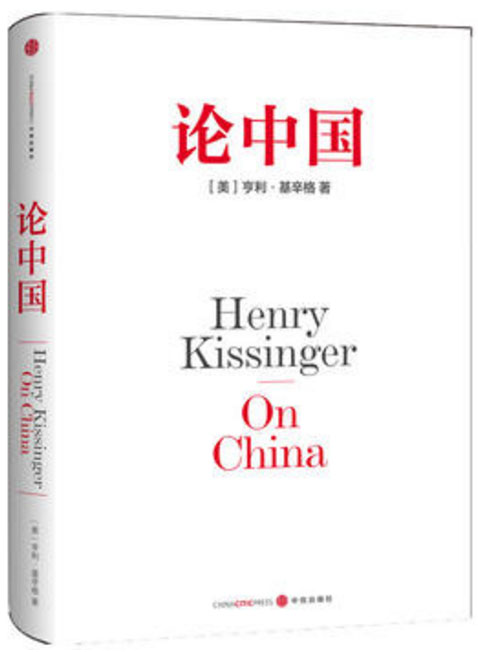 论中国
[美]亨利·基辛格 著
Henry
Kissinger
On
China
CHINACITICPRESS 中信出版社
论中国
Henry Kissinger
On China
[美]亨利·基辛格 著